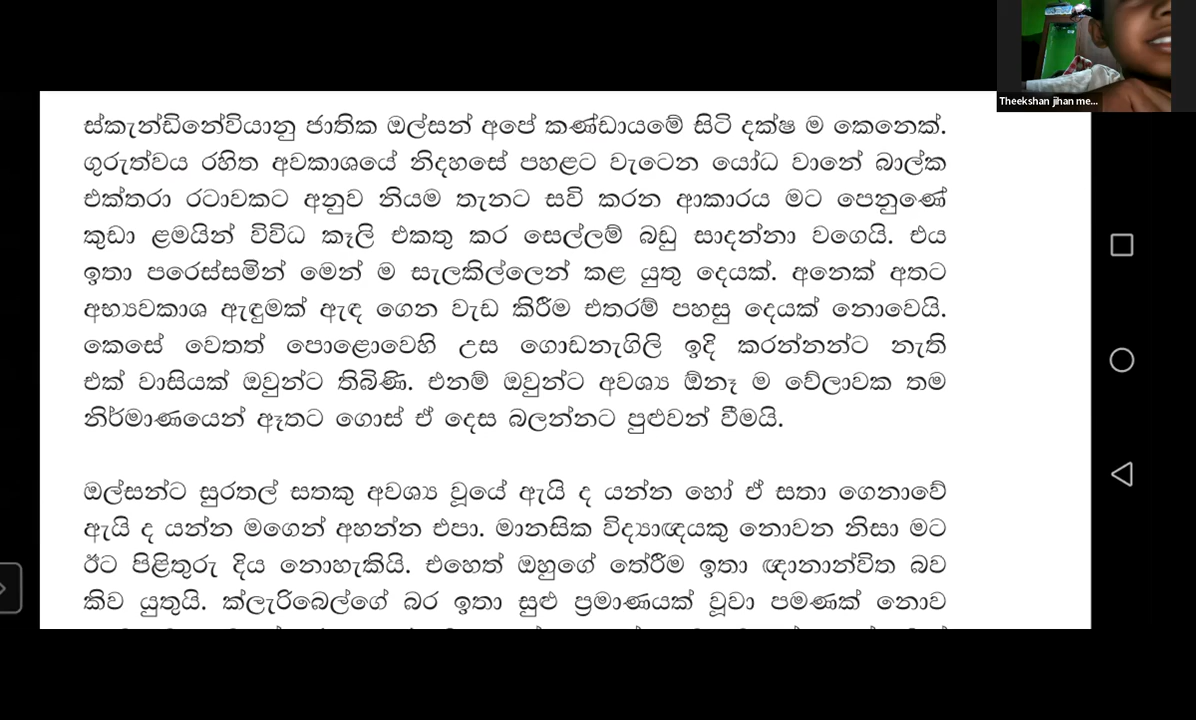 Theekshan jihan me...
ස්කැන්ඩිනේවියානු ජාතික ඔල්සන් අපේ කණ්ඩායමේ සිටි දක්ෂ ම කෙනෙක්.
ගුරුත්වය රහිත අවකාශයේ නිදහසේ පහළට වැටෙන යෝධ වානේ බාල්ක
එක්තරා රටාවකට අනුව නියම තැනට සවි කරන ආකාරය මට පෙනුණේ
කුඩා ළමයින් විවිධ කෑලි එකතු කර සෙල්ලම් බඩු සාදන්නා වගෙයි. එය
ඉතා පරෙස්සමින් මෙන් ම සැලකිල්ලෙන් කළ යුතු දෙයක්. අනෙක් අතට
අභ්‍යවකාශ ඇඳුමක් ඇඳ ගෙන වැඩ කිරීම එතරම් පහසු දෙයක් නොවෙයි.
කෙසේ වෙතත් පොළොවෙහි උස ගොඩනැගිලි ඉදි කරන්නන්ට නැති
එක් වාසියක් ඔවුන්ට තිබිණි. එනම් ඔවුන්ට අවශ්‍ය ඕනෑ ම වේලාවක තම
නිර්මාණයෙන් ඈතට ගොස් ඒ දෙස බලන්නට පුළුවන් වීමයි.
ඔල්සන්ට සුරතල් සතකු අවශ්‍ය වූයේ ඇයි ද යන්න හෝ ඒ සතා ගෙනාවේ
ඇයි ද යන්න මගෙන් අහන්න එපා. මානසික විද්‍යාඥයකු නොවන නිසා මට
ඊට පිළිතුරු දිය නොහැකියි. එහෙත් ඔහුගේ තේරීම ඉතා ඥානාන්විත බව
කිව යුතුයි. ක්ලැරිබෙල්ගේ බර ඉතා සුළු ප්‍රමාණයක් වූවා පමණක් නොව